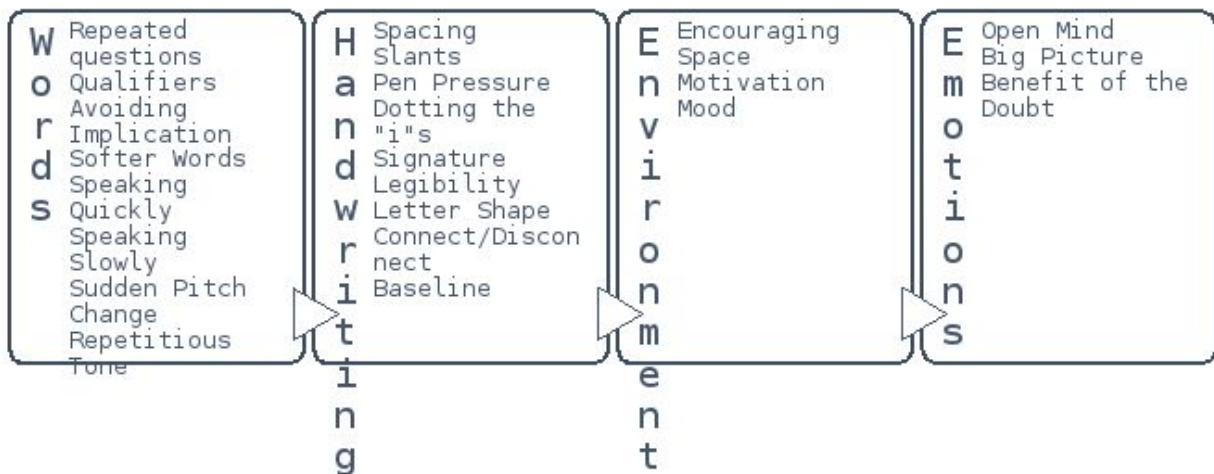 Words
Repeated
questions
Qualifiers
Avoiding
Implication
Softer Words
Speaking
Quickly
Speaking
Slowly
Sudden Pitch
Change
Repetitious
Tone
Handwriting
Spacing
Slants
Pen Pressure
Dotting the
"i"s
Signature
Legibility
Letter Shape
Connect/Discon
nect
Baseline
Environment
Encouraging
Space
Motivation
Mood
Emotions
Open Mind
Big Picture
Benefit of the
Doubt